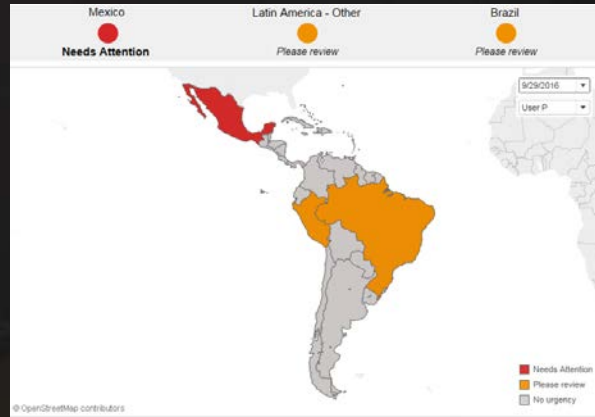 Mexico
Needs Attention
Latin America - Other
Please review
Brazil
Please review
9/29/2016
User P
Needs Attention
Please review
No urgency
© OpenStreetMap contributors